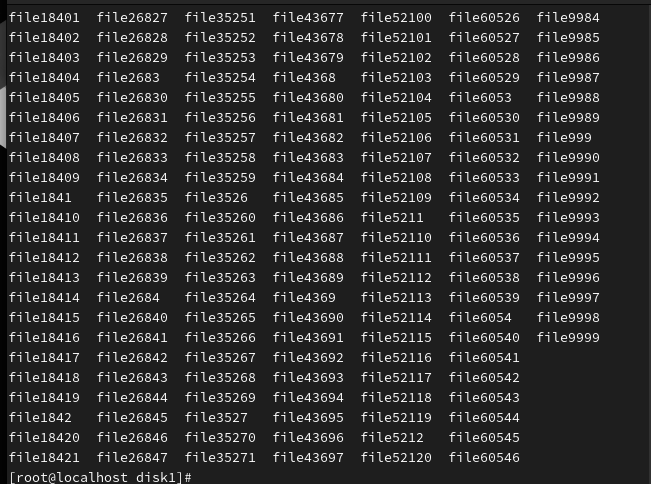 file18401 file26827 file35251 file43677 file52100 file60526 file9984
file18402 file26828 file35252 file43678 file52101 file60527 file9985
file18403 file26829 file35253 file43679 file52102 file60528 file9986
file18404 file2683 file35254 file4368 file52103 file60529 file9987
file18405 file26830 file35255 file43680 file52104 file6053 file9988
file18406 file26831 file35256 file43681 file52105 file60530 file9989
file18407 file26832 file35257 file43682 file52106 file60531 file999
file18408 file26833 file35258 file43683 file52107 file60532 file9990
file18409 file26834 file35259 file43684 file52108 file60533 file9991
file1841 file26835 file3526 file43685 file52109 file60534 file9992
file18410 file26836 file35260 file43686 file5211 file60535 file9993
file18411 file26837 file35261 file43687 file52110 file60536 file9994
file18412 file26838 file35262 file43688 file52111 file60537 file9995
file18413 file26839 file35263 file43689 file52112 file60538 file9996
file18414 file2684 file35264 file4369 file52113 file60539 file9997
file18415 file26840 file35265 file43690 file52114 file6054 file9998
file18416 file26841 file35266 file43691 file52115 file60540 file9999
file18417 file26842 file35267 file43692 file52116 file60541
file18418 file26843 file35268 file43693 file52117 file60542
file18419 file26844 file35269 file43694 file52118 file60543
file1842 file26845 file3527 file43695 file52119 file60544
file18420 file26846 file35270 file43696 file5212 file60545
file18421 file26847 file35271 file43697 file52120 file60546
[root@localhost disk1]#